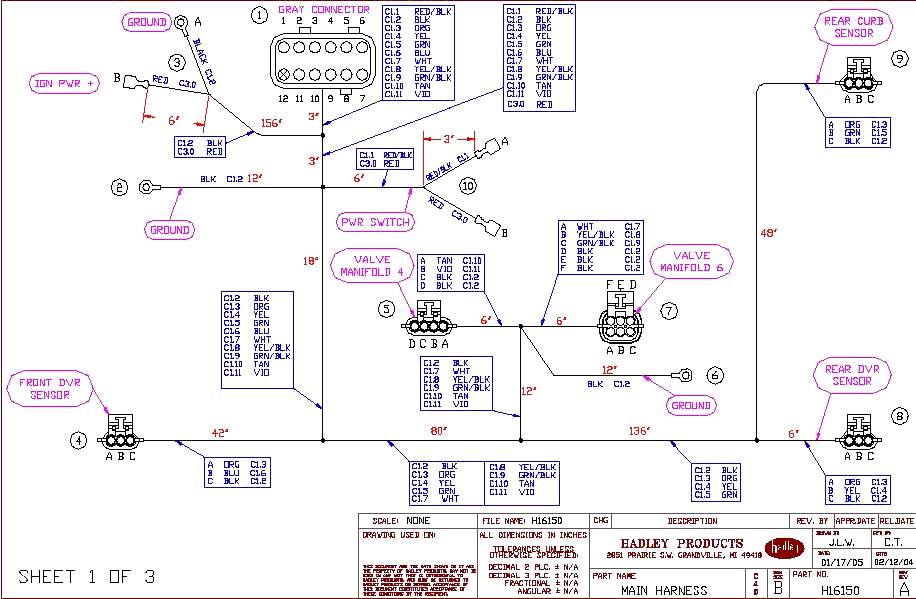 GROUND
A
1
GRAY CONNECTOR
1 2 3 4 5 6
12 11 10 9 8 7
BLACK C1.2
3
IGN PWR +
B
RED C3.0
6"
156"
C1.2 BLK
C3.0 RED
3"
3"
C1.1 RED/BLK
C1.2 BLK
C1.3 ORG
C1.4 YEL
C1.5 GRN
C1.6 BLU
C1.7 WHT
C1.8 YEL/BLK
C1.9 GRN/BLK
C1.10 TAN
C1.11 VIO
C1.1 RED/BLK
C1.2 BLK
C1.3 ORG
C1.4 YEL
C1.5 GRN
C1.6 BLU
C1.7 WHT
C1.8 YEL/BLK
C1.9 GRN/BLK
C1.10 TAN
C1.11 VIO
C3.0 RED
REAR CURB
SENSOR
9
A B C
A ORG C1.3
B GRN C1.5
C BLK C1.2
2
BLK C1.2
12"
GROUND
C1.1 RED/BLK
C3.0 RED
6"
PWR SWITCH
3"
RED/BLK C1.1
A
10
RED C3.0
B
48"
18"
VALVE
MANIFOLD 4
A TAN C1.10
B VIO C1.11
C BLK C1.2
D BLK C1.2
A WHT C1.7
B YEL/BLK C1.8
C GRN/BLK C1.9
D BLK C1.2
E BLK C1.2
F BLK C1.2
VALVE
MANIFOLD 6
F E D
7
A B C
5
D C B A
6"
6"
C1.2 BLK
C1.3 ORG
C1.4 YEL
C1.5 GRN
C1.6 BLU
C1.7 WHT
C1.8 YEL/BLK
C1.9 GRN/BLK
C1.10 TAN
C1.11 VIO
C1.2 BLK
C1.7 WHT
C1.8 YEL/BLK
C1.9 GRN/BLK
C1.10 TAN
C1.11 VIO
12"
12"
BLK C1.2
6
GROUND
FRONT DVR
SENSOR
4
A B C
42"
A ORG C1.3
B BLU C1.6
C BLK C1.2
80"
C1.2 BLK
C1.3 ORG
C1.4 YEL
C1.5 GRN
C1.7 WHT
C1.8 YEL/BLK
C1.9 GRN/BLK
C1.10 TAN
C1.11 VIO
136"
C1.2 BLK
C1.3 ORG
C1.4 YEL
C1.5 GRN
REAR DVR
SENSOR
8
6"
A B C
A ORG C1.3
B YEL C1.4
C BLK C1.2
SCALE: NONE
FILE NAME: H16150
CHG
DESCRIPTION
REV. BY
APPR.DATE
REL.DATE
DRAWING USED ON:
ALL DIMENSIONS IN INCHES
TOLERANCES UNLESS
OTHERWISE SPECIFIED:
DECIMAL 2 PLC. ± N/A
DECIMAL 3 PLC. ± N/A
FRACTIONAL ± N/A
ANGULAR ± N/A
HADLEY PRODUCTS
2851 PRAIRIE S.W. GRANDVILLE, MI 49418
hadley
J.L.W.
C.T.
DATE
01/17/05
DATE
02/12/04
PART NAME
MAIN HARNESS
CAD
B
PART NO.
H16150
A
SHEET 1 OF 3